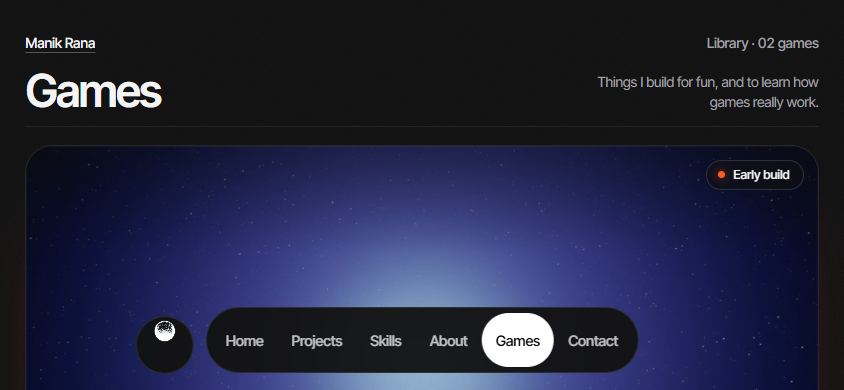 Manik Rana
Library · 02 games
Games
Things I build for fun, and to learn how
games really work.
Early build
Home
Projects
Skills
About
Games
Contact